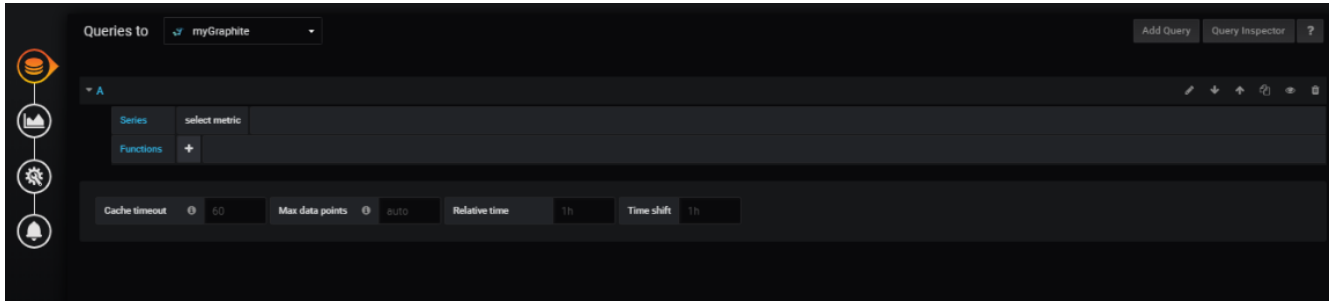 Queries to myGraphite Add Query Query Inspector ?
A
Series select metric
Functions +
Cache timeout 60 Max data points auto Relative time 1h Time shift 1h